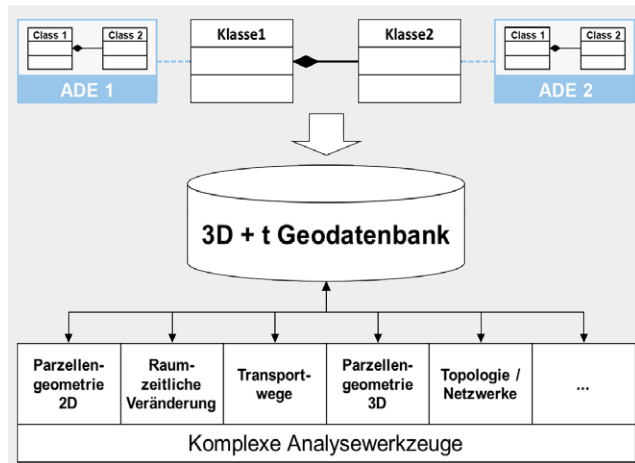 Class 1 Class 2
ADE 1
Klasse1
Klasse2
Class 1 Class 2
ADE 2
3D + t Geodatenbank
Parzellen-
geometrie
2D
Raum-
zeitliche
Veränderung
Transport-
wege
Parzellen-
geometrie
3D
Topologie /
Netzwerke
...
Komplexe Analysewerkzeuge